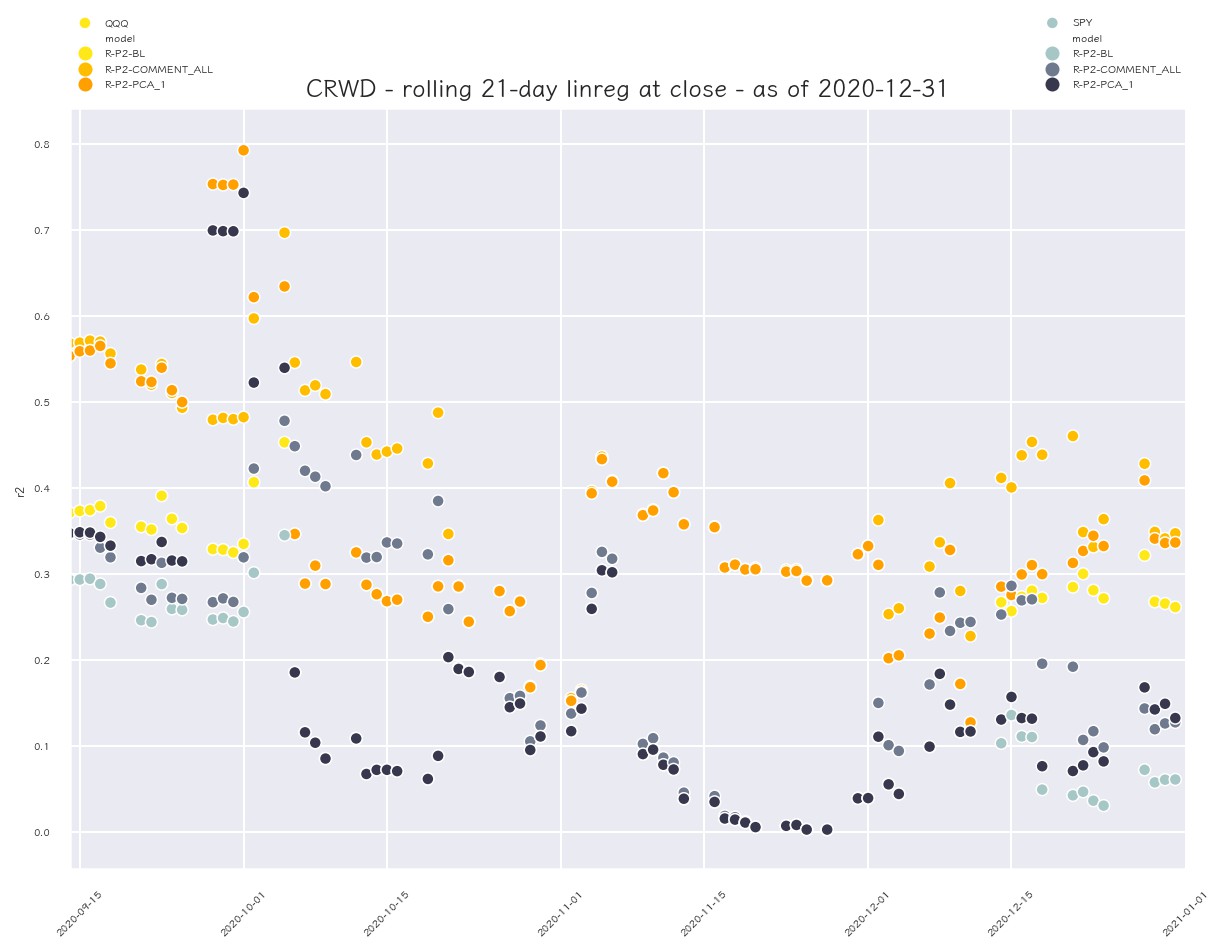 QQQ
model
R-P2-BL
R-P2-COMMENT_ALL
R-P2-PCA_1
SPY
model
R-P2-BL
R-P2-COMMENT_ALL
R-P2-PCA_1
CRWD - rolling 21-day linreg at close - as of 2020-12-31
0.8
0.7
0.6
0.5
0.4
0.3
0.2
0.1
0.0
r2
2020-09-15
2020-10-01
2020-10-15
2020-11-01
2020-11-15
2020-12-01
2020-12-15
2021-01-01